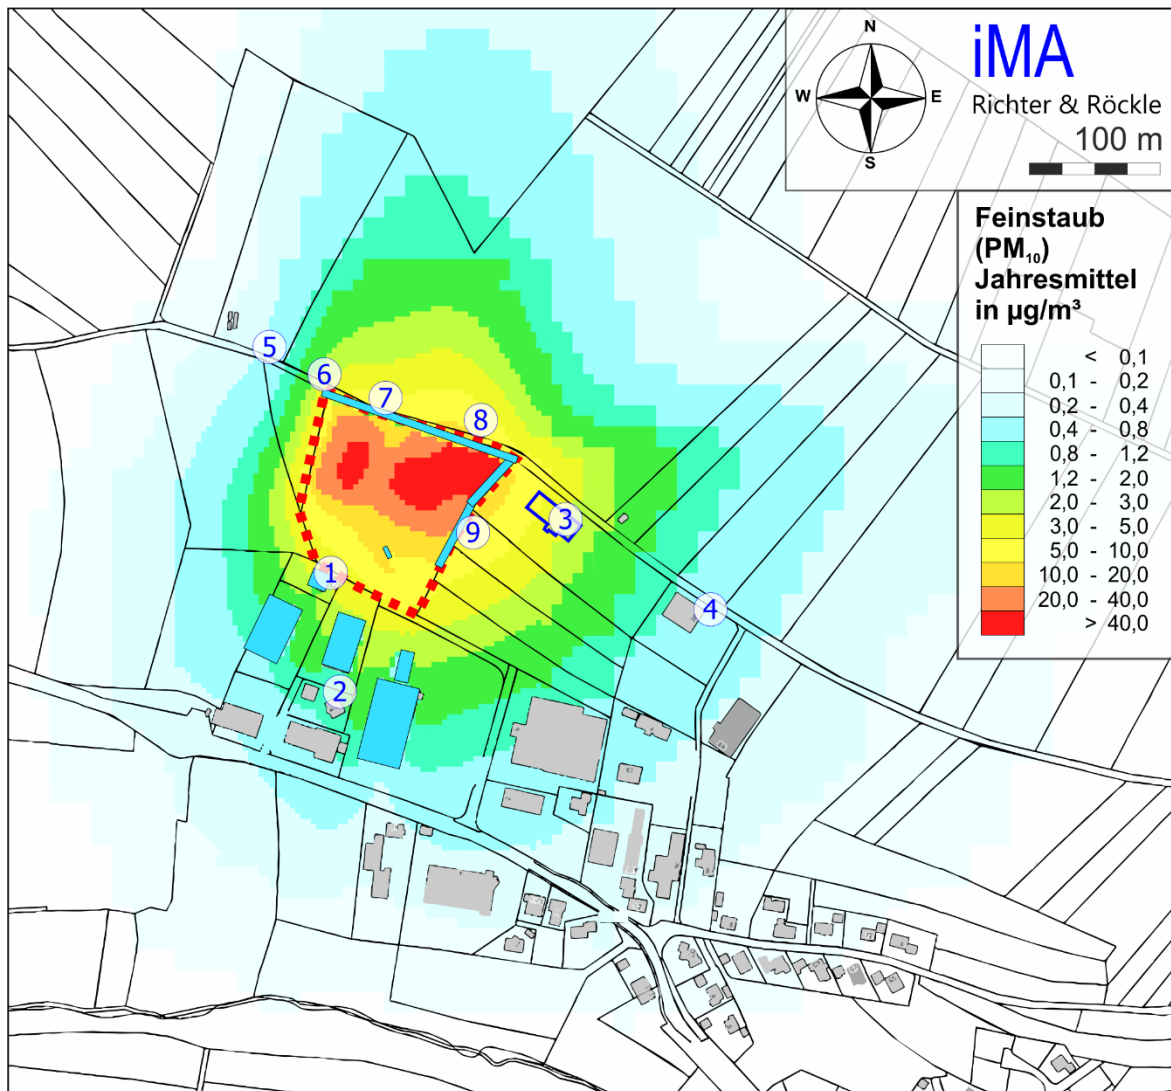 N
W E
S
iMA
Richter & Röckle
100 m
Feinstaub
(PM₁₀)
Jahresmittel
in µg/m³
< 0,1
0,1 - 0,2
0,2 - 0,4
0,4 - 0,8
0,8 - 1,2
1,2 - 2,0
2,0 - 3,0
3,0 - 5,0
5,0 - 10,0
10,0 - 20,0
20,0 - 40,0
> 40,0
5
6
7
8
3
9
1
4
2